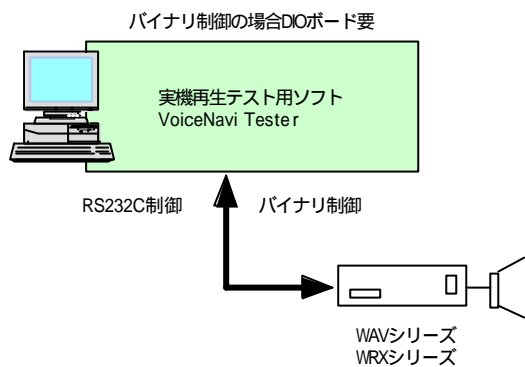 バイナリ制御の場合DIOボード要
実機再生テスト用ソフト
VoiceNavi Tester
RS232C制御
バイナリ制御
WAVシリーズ
WRXシリーズ